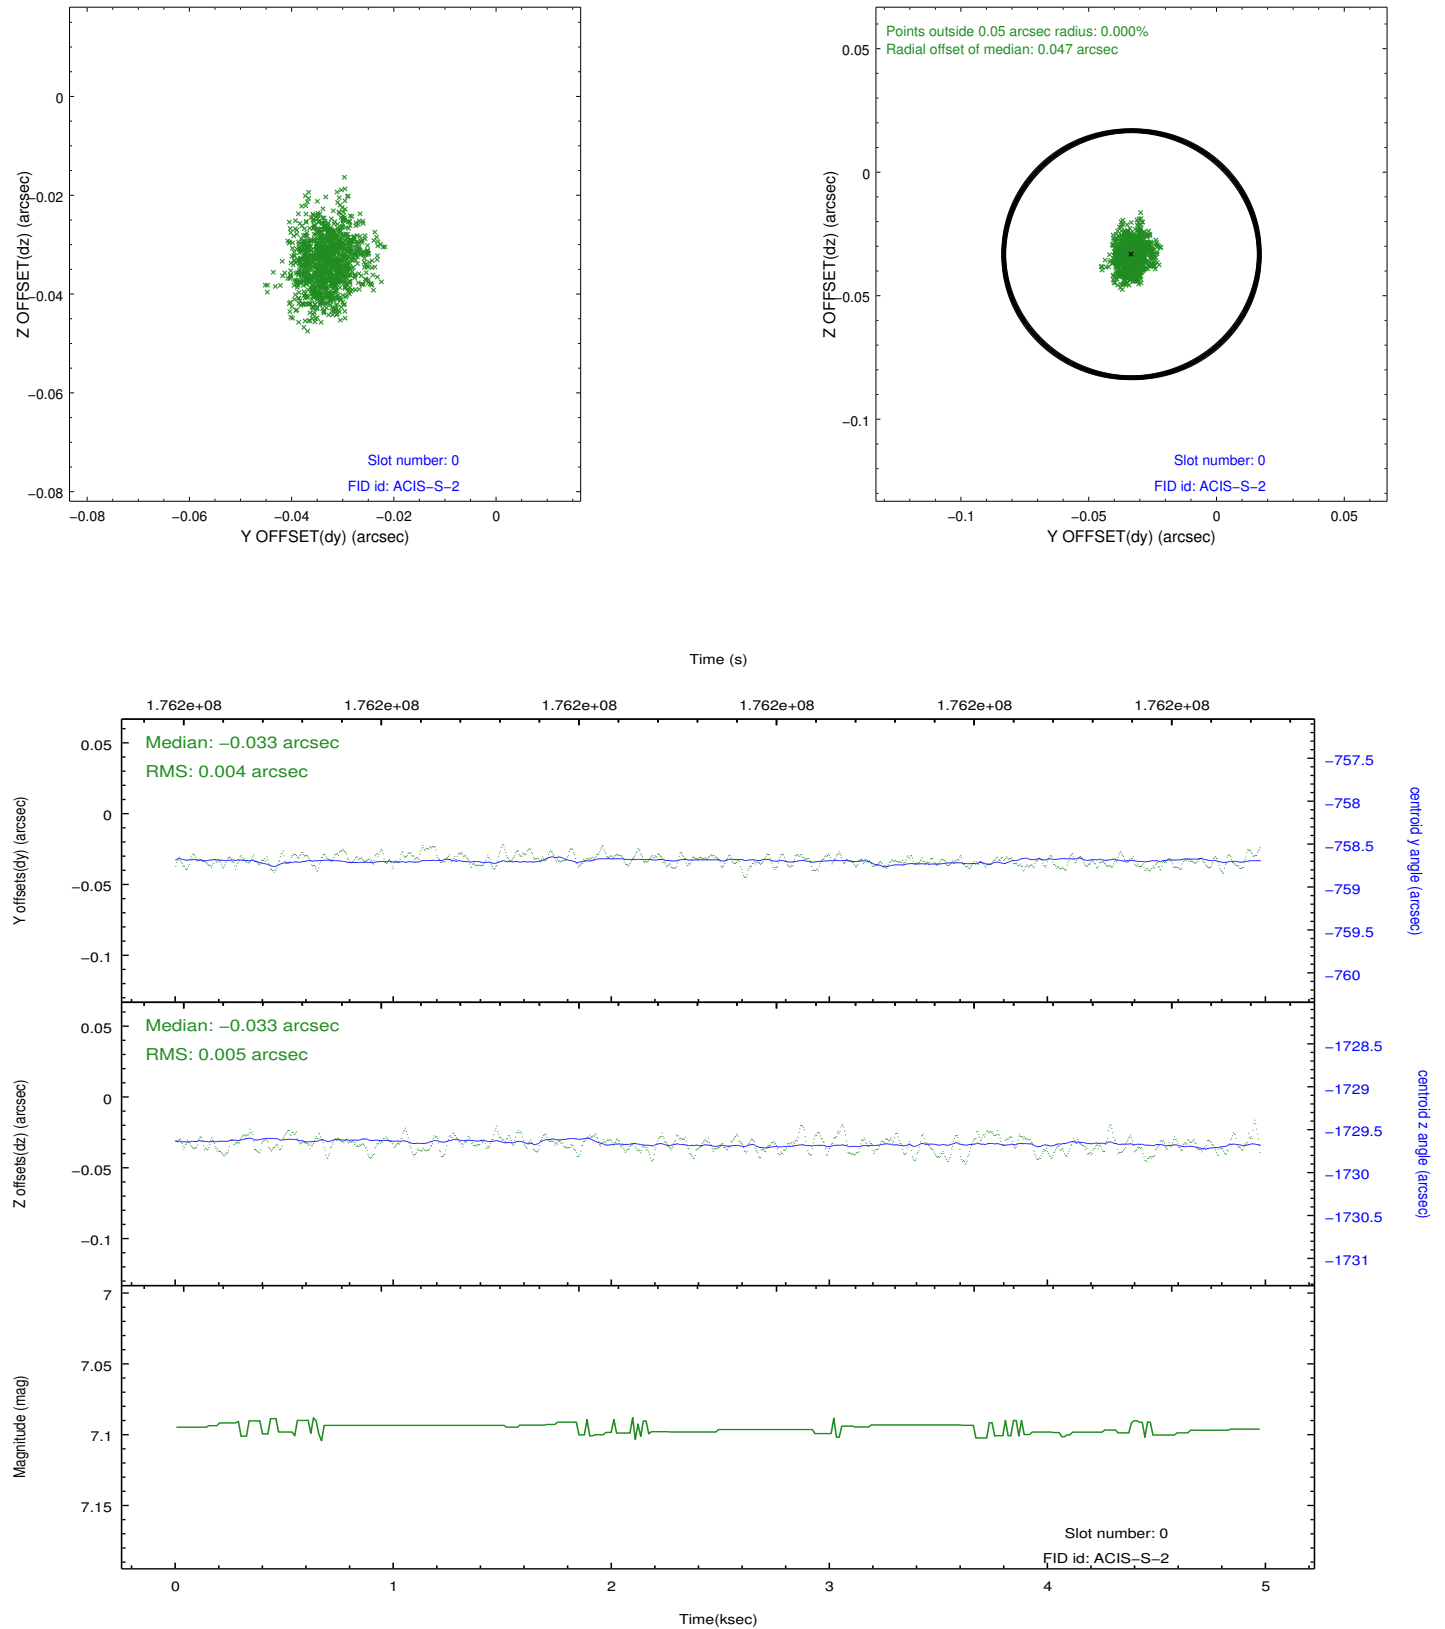 0
−0.02
−0.04
−0.06
−0.08
Z OFFSET(dz) (arcsec)
Slot number: 0
FID id: ACIS−S−2
−0.08
−0.06
−0.04
−0.02
0
Y OFFSET(dy) (arcsec)
Points outside 0.05 arcsec radius: 0.000%
Radial offset of median: 0.047 arcsec
0.05
0
−0.05
−0.1
Z OFFSET(dz) (arcsec)
Slot number: 0
FID id: ACIS−S−2
−0.1
−0.05
0
0.05
Y OFFSET(dy) (arcsec)
Time (s)
1.762e+08
1.762e+08
1.762e+08
1.762e+08
1.762e+08
1.762e+08
Median: −0.033 arcsec
RMS: 0.004 arcsec
0.05
0
−0.05
−0.1
Y offsets(dy) (arcsec)
−757.5
−758
−758.5
−759
−759.5
−760
centroid y angle (arcsec)
Median: −0.033 arcsec
RMS: 0.005 arcsec
0.05
0
−0.05
−0.1
Z offsets(dz) (arcsec)
−1728.5
−1729
−1729.5
−1730
−1730.5
−1731
centroid z angle (arcsec)
7
7.05
7.1
7.15
Magnitude (mag)
Slot number: 0
FID id: ACIS−S−2
0
1
2
3
4
5
Time(ksec)